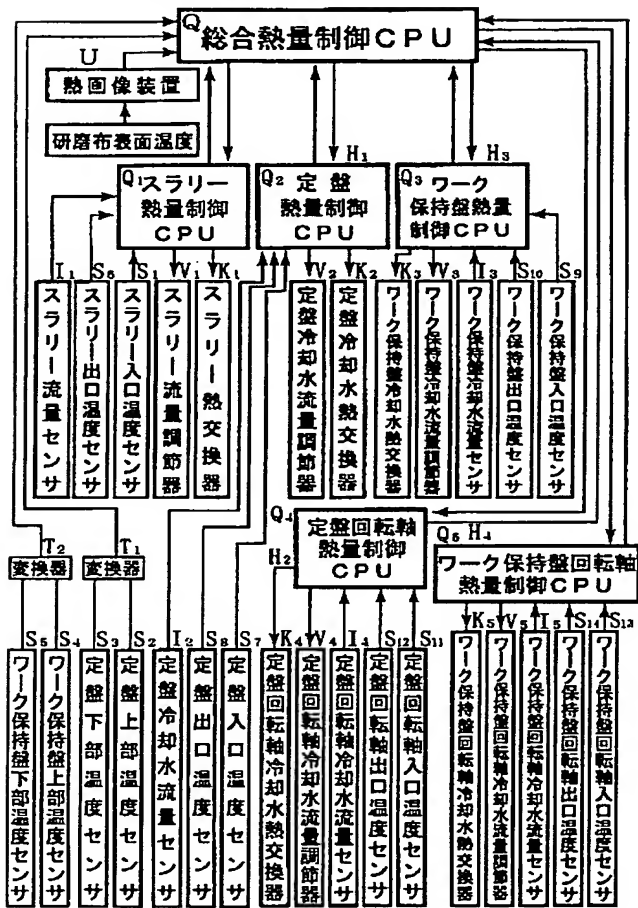 Q
総合熱量制御CPU
U
熱画像装置
研磨布表面温度
H₁
H₃
Q₁
スラリー
熱量制御
CPU
Q₂
定盤
熱量制御
CPU
Q₃
ワーク
保持盤熱量
制御CPU
I₁
S₆
S₁
V₁
K₁
V₂
K₂
K₃
V₃
I₃
S₁₀
S₉
スラリー流量センサ
スラリー出口温度センサ
スラリー入口温度センサ
スラリー流量調節器
スラリー熱交換器
定盤冷却水流量調節器
定盤冷却水熱交換器
ワーク保持盤冷却水熱交換器
ワーク保持盤冷却水流量調節器
ワーク保持盤冷却水流量センサ
ワーク保持盤出口温度センサ
ワーク保持盤入口温度センサ
Q₄
定盤回転軸
熱量制御
CPU
H₂
Q₅
H₄
ワーク保持盤回転軸
熱量制御CPU
T₂
変換器
T₁
変換器
S₅
S₄
S₃
S₂
I₂
S₈
S₇
K₄
V₄
I₄
S₁₂
S₁₁
K₅
V₅
I₅
S₁₄
S₁₃
ワーク保持盤下部温度センサ
ワーク保持盤上部温度センサ
定盤下部温度センサ
定盤上部温度センサ
定盤冷却水流量センサ
定盤出口温度センサ
定盤入口温度センサ
定盤回転軸冷却水熱交換器
定盤回転軸冷却水流量調節器
定盤回転軸冷却水流量センサ
定盤回転軸出口温度センサ
定盤回転軸入口温度センサ
ワーク保持盤回転軸冷却水熱交換器
ワーク保持盤回転軸冷却水流量調節器
ワーク保持盤回転軸冷却水流量センサ
ワーク保持盤回転軸出口温度センサ
ワーク保持盤回転軸入口温度センサ